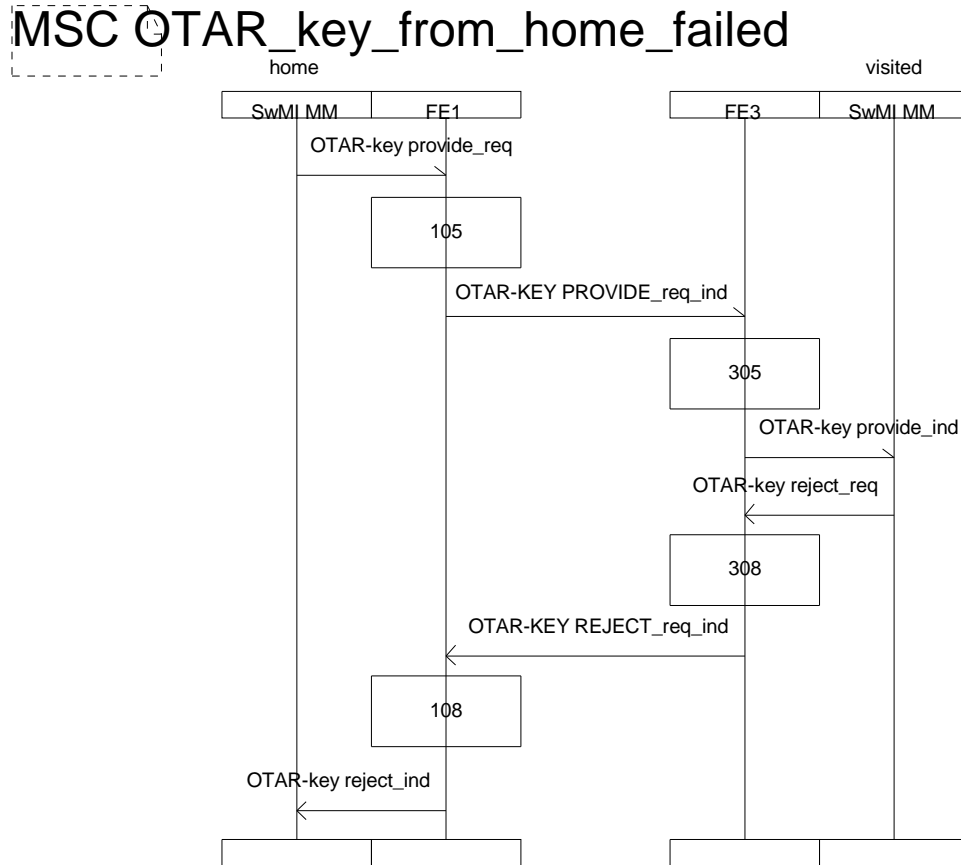 MSC OTAR_key_from_home_failed
home
visited
SwMI MM
FE1
FE3
SwMI MM
OTAR-key provide_req
105
OTAR-KEY PROVIDE_req_ind
305
OTAR-key provide_ind
OTAR-key reject_req
308
OTAR-KEY REJECT_req_ind
108
OTAR-key reject_ind